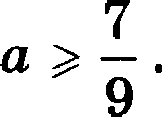 a ⩾ 7/9 .